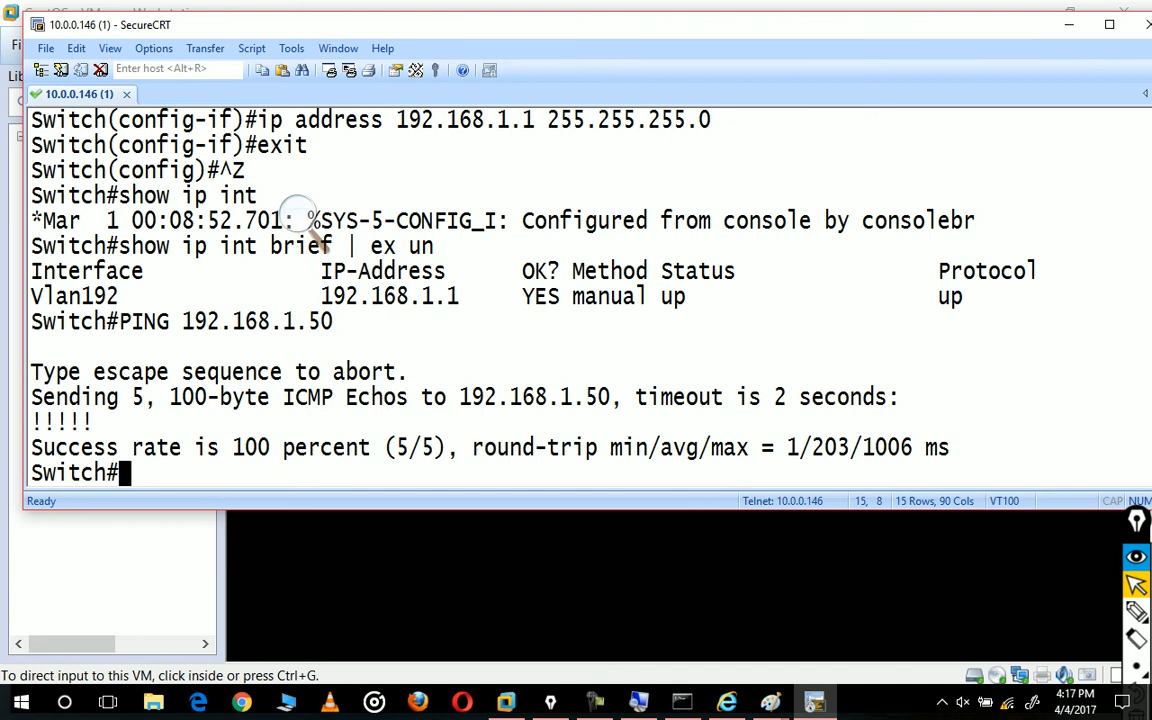 10.0.0.146 (1) - SecureCRT
File Edit View Options Transfer Script Tools Window Help
Enter host <Alt+R>
10.0.0.146 (1)
Switch(config-if)#ip address 192.168.1.1 255.255.255.0
Switch(config-if)#exit
Switch(config)#^Z
Switch#show ip int
*Mar  1 00:08:52.701: %SYS-5-CONFIG_I: Configured from console by consolebr
Switch#show ip int brief | ex un
Interface IP-Address OK? Method Status Protocol
Vlan192 192.168.1.1 YES manual up up
Switch#PING 192.168.1.50
Type escape sequence to abort.
Sending 5, 100-byte ICMP Echos to 192.168.1.50, timeout is 2 seconds:
!!!!!
Success rate is 100 percent (5/5), round-trip min/avg/max = 1/203/1006 ms
Switch#
Ready Telnet: 10.0.0.146 15, 8 15 Rows, 90 Cols VT100 CAP NUM
To direct input to this VM, click inside or press Ctrl+G.
4:17 PM
4/4/2017